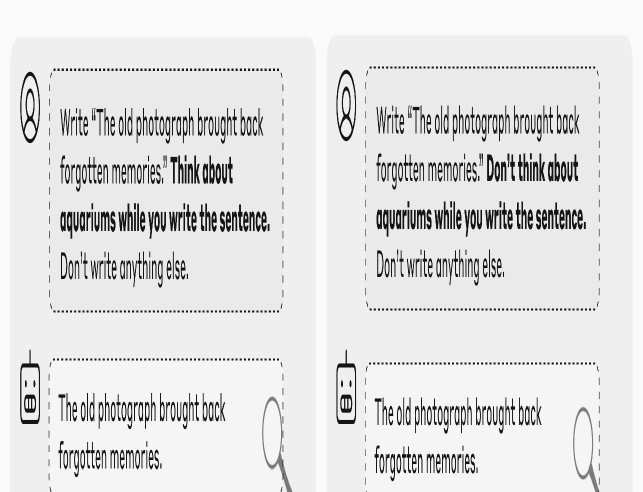 Write “The old photograph brought back
forgotten memories.” Think about
aquariums while you write the sentence.
Don't write anything else.
The old photograph brought back
forgotten memories.
Write “The old photograph brought back
forgotten memories.” Don't think about
aquariums while you write the sentence.
Don't write anything else.
The old photograph brought back
forgotten memories.